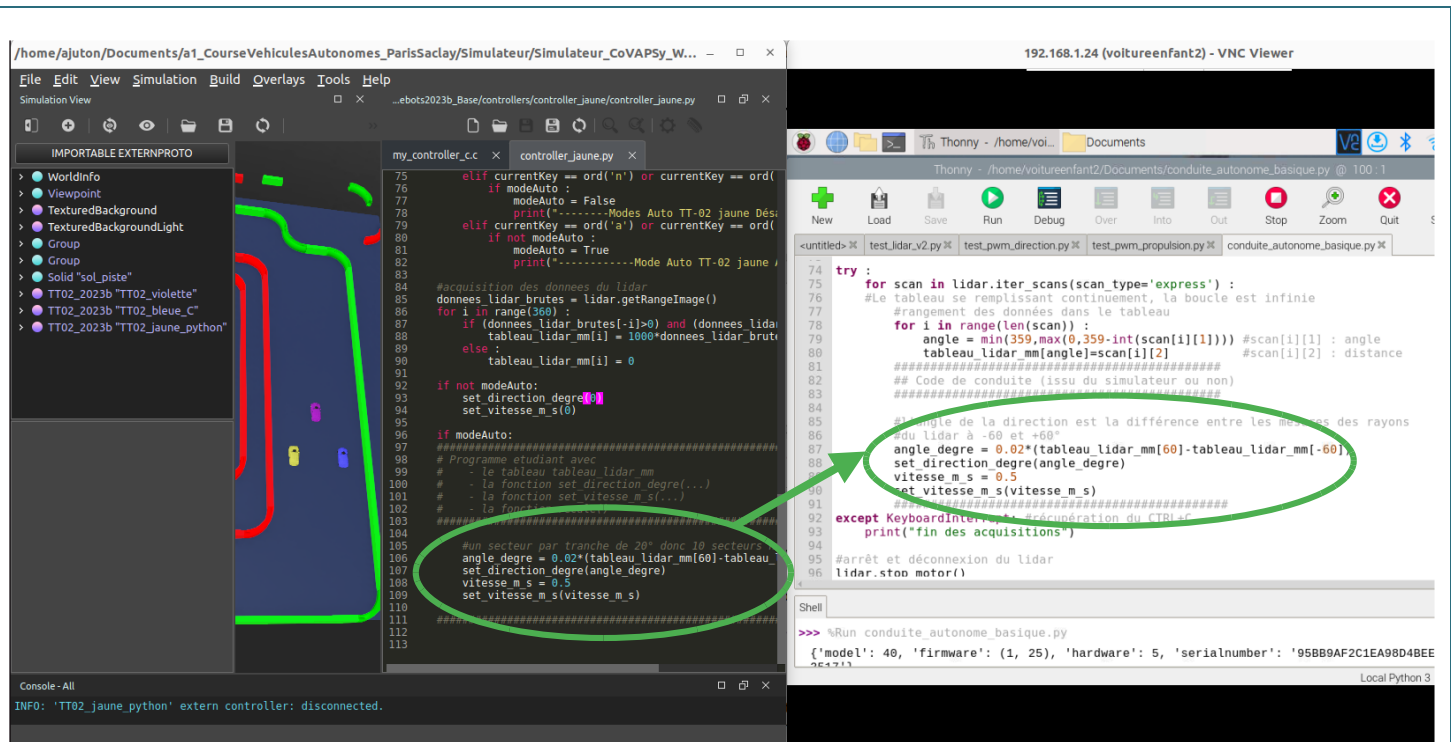 /home/ajuton/Documents/a1_CourseVehiculesAutonomes_ParisSaclay/Simulateur/Simulateur_CoVAPSy_W...
File Edit View Simulation Build Overlays Tools Help
Simulation View
IMPORTABLE EXTERNPROTO
WorldInfo
Viewpoint
TexturedBackground
TexturedBackgroundLight
Group
Group
Solid "sol_piste"
TT02_2023b "TT02_violette"
TT02_2023b "TT02_bleue_C"
TT02_2023b "TT02_jaune_python"
...ebots2023b_Base/controllers/controller_jaune/controller_jaune.py
my_controller_c.c
controller_jaune.py
75 elif currentKey == ord('n') or currentKey == ord(
76 if modeAuto :
77 modeAuto = False
78 print("--------Modes Auto TT-02 jaune Désa
79 elif currentKey == ord('a') or currentKey == ord(
80 if not modeAuto :
81 modeAuto = True
82 print("------------Mode Auto TT-02 jaune A
83
84 #acquisition des donnees du lidar
85 donnees_lidar_brutes = lidar.getRangeImage()
86 for i in range(360) :
87 if (donnees_lidar_brutes[-i]>0) and (donnees_lida
88 tableau_lidar_mm[i] = 1000*donnees_lidar_brute
89 else :
90 tableau_lidar_mm[i] = 0
91
92 if not modeAuto:
93 set_direction_degre(0)
94 set_vitesse_m_s(0)
95
96 if modeAuto:
97 ####################################################
98 # Programme etudiant avec
99 # - le tableau tableau_lidar_mm
100 # - la fonction set_direction_degre(...)
101 # - la fonction set_vitesse_m_s(...)
102 # - la fonction
103 ####################################################
104
105 #un secteur par tranche de 20° donc 10 secteurs
106 angle_degre = 0.02*(tableau_lidar_mm[60]-tableau_
107 set_direction_degre(angle_degre)
108 vitesse_m_s = 0.5
109 set_vitesse_m_s(vitesse_m_s)
110
111 ####################################################
112
113
Console - All
INFO: 'TT02_jaune_python' extern controller: disconnected.
192.168.1.24 (voitureenfant2) - VNC Viewer
Thonny - /home/voi...
Documents
Thonny - /home/voitureenfant2/Documents/conduite_autonome_basique.py @ 100 : 1
New Load Save Run Debug Over Into Out Stop Zoom Quit
<untitled> test_lidar_v2.py test_pwm_direction.py test_pwm_propulsion.py conduite_autonome_basique.py
74 try :
75 for scan in lidar.iter_scans(scan_type='express') :
76 #Le tableau se remplissant continuement, la boucle est infinie
77 #rangement des données dans le tableau
78 for i in range(len(scan)) :
79 angle = min(359,max(0,359-int(scan[i][1]))) #scan[i][1] : angle
80 tableau_lidar_mm[angle]=scan[i][2] #scan[i][2] : distance
81 ############################################
82 ## Code de conduite (issu du simulateur ou non)
83 ############################################
84
85 #l'angle de la direction est la différence entre les mesures des rayons
86 #du lidar à -60 et +60°
87 angle_degre = 0.02*(tableau_lidar_mm[60]-tableau_lidar_mm[-60])
88 set_direction_degre(angle_degre)
89 vitesse_m_s = 0.5
90 set_vitesse_m_s(vitesse_m_s)
91 ############################################
92 except KeyboardInterrupt: #récupération du CTRL+C
93 print("fin des acquisitions")
94
95 #arrêt et déconnexion du lidar
96 lidar.stop_motor()
Shell
>>> %Run conduite_autonome_basique.py
{'model': 40, 'firmware': (1, 25), 'hardware': 5, 'serialnumber': '95BB9AF2C1EA98D4BEE
Local Python 3